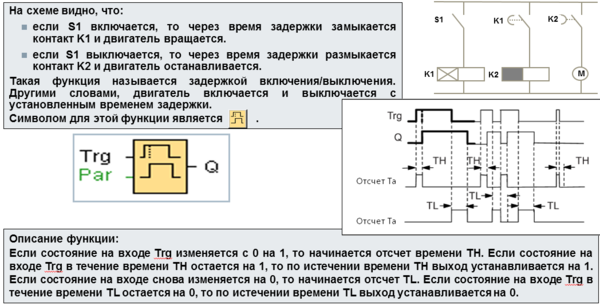 На схеме видно, что:
если S1 включается, то через время задержки замыкается
контакт K1 и двигатель вращается.
если S1 выключается, то через время задержки размыкается
контакт K2 и двигатель останавливается.
Такая функция называется задержкой включения/выключения.
Другими словами, двигатель включается и выключается с
установленным временем задержки.
Символом для этой функции является .
S1
K1
K2
K1
K2
M
Trg
Par
Q
Trg
Q
TH
TH
TH
Отсчет Ta
TL
TL
TL
Отсчет Ta
Описание функции:
Если состояние на входе Trg изменяется с 0 на 1, то начинается отсчет времени TH. Если состояние на
входе Trg в течение времени TH остается на 1, то по истечении времени TH выход устанавливается на 1.
Если состояние на входе снова изменяется на 0, то начинается отсчет TL. Если состояние на входе Trg в
течение времени TL остается на 0, то по истечении времени TL выход устанавливается на 0.